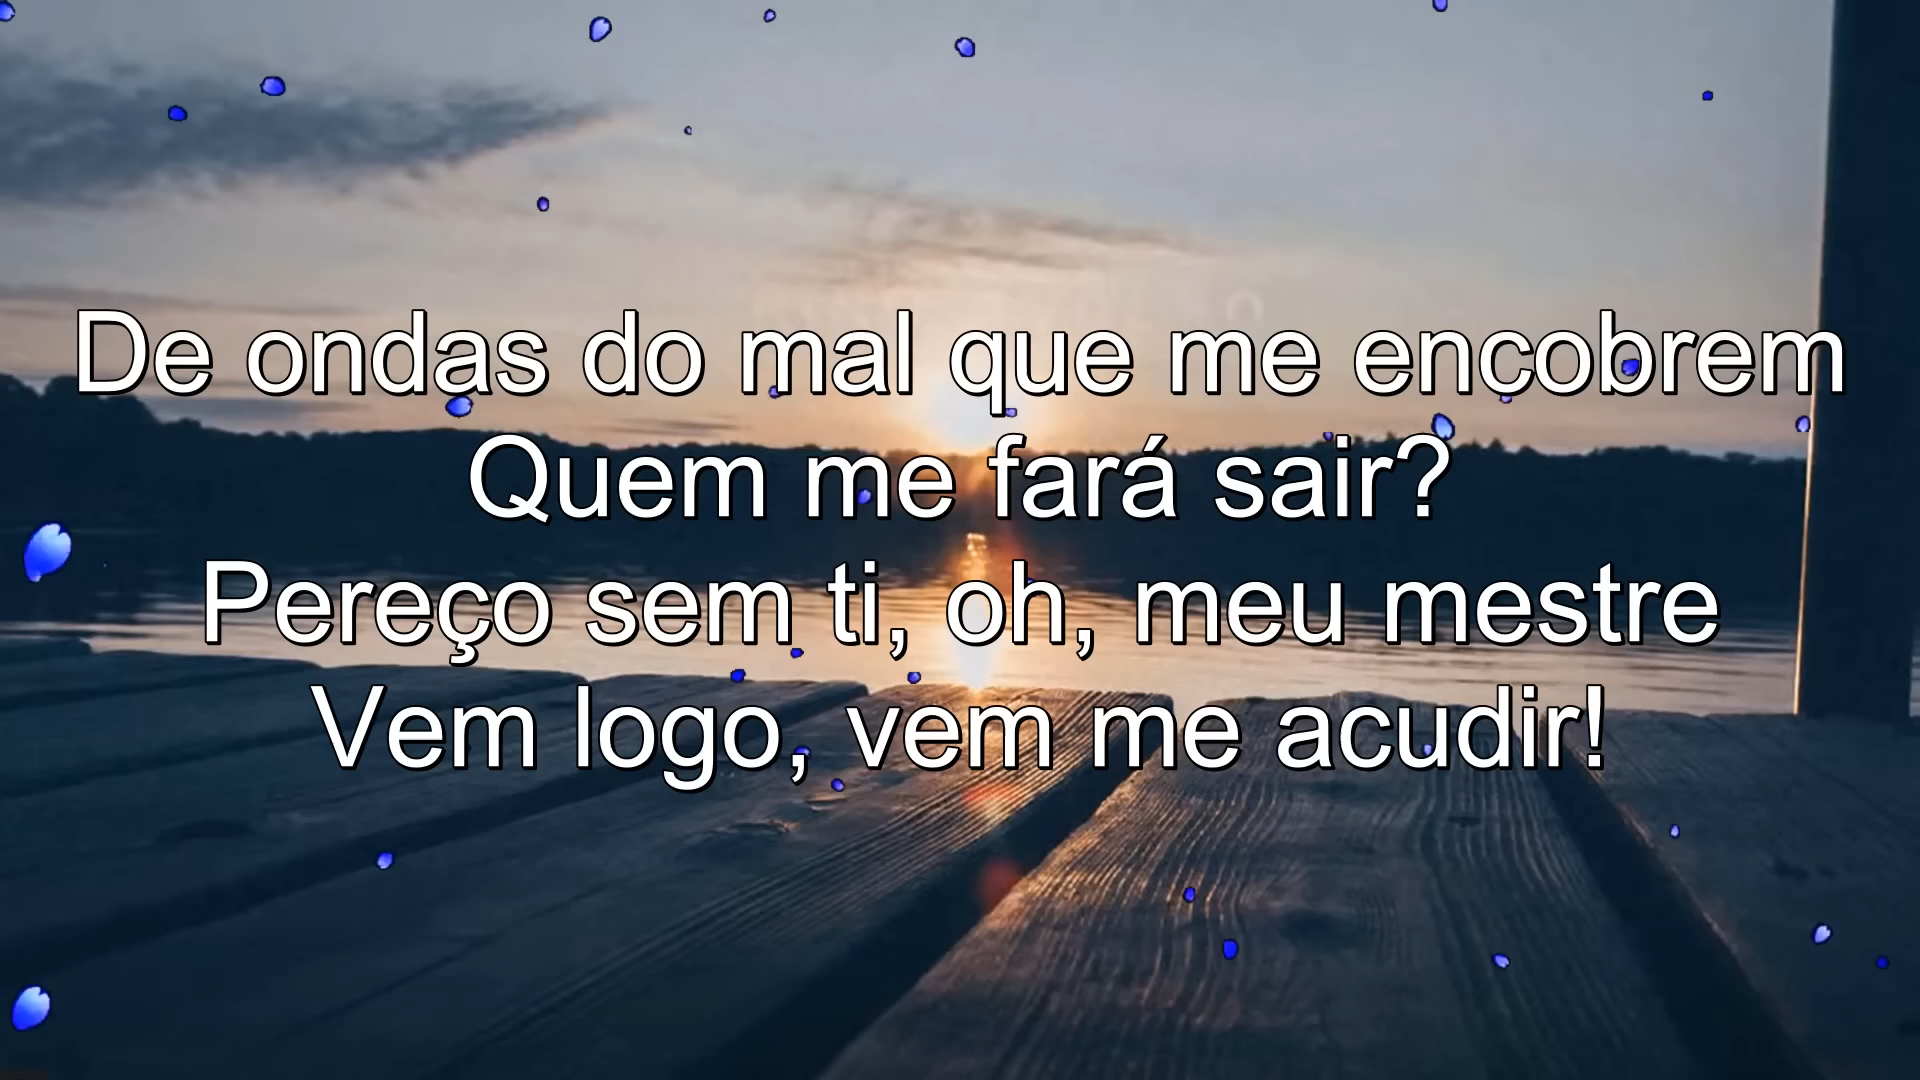 De ondas do mal que me encobrem
Quem me fará sair?
Pereço sem ti, oh, meu mestre
Vem logo, vem me acudir!